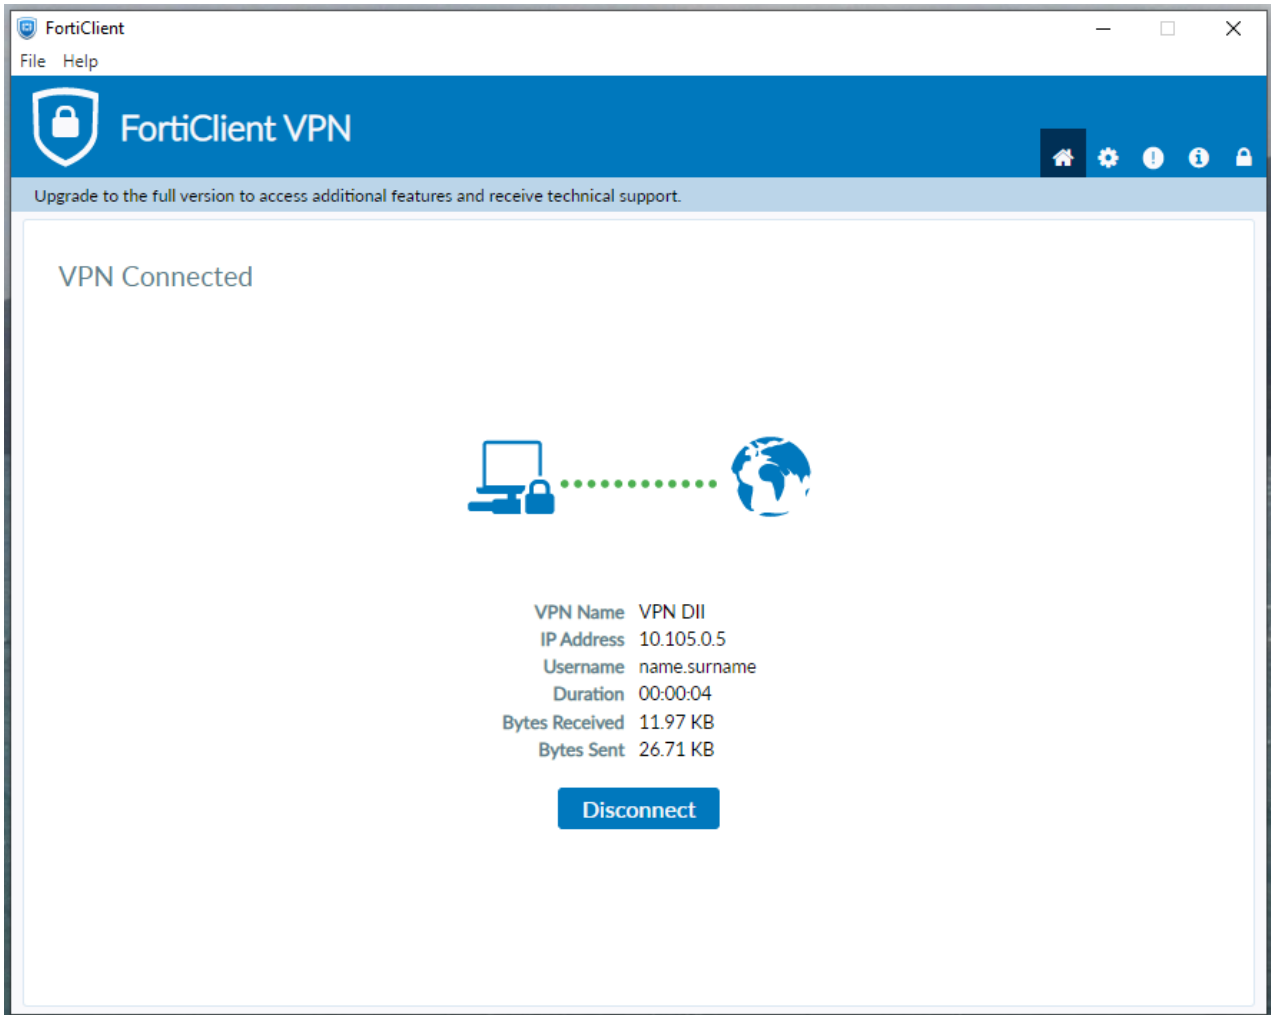 FortiClient
File Help
FortiClient VPN
Upgrade to the full version to access additional features and receive technical support.
VPN Connected
VPN Name VPN DII
IP Address 10.105.0.5
Username name.surname
Duration 00:00:04
Bytes Received 11.97 KB
Bytes Sent 26.71 KB
Disconnect